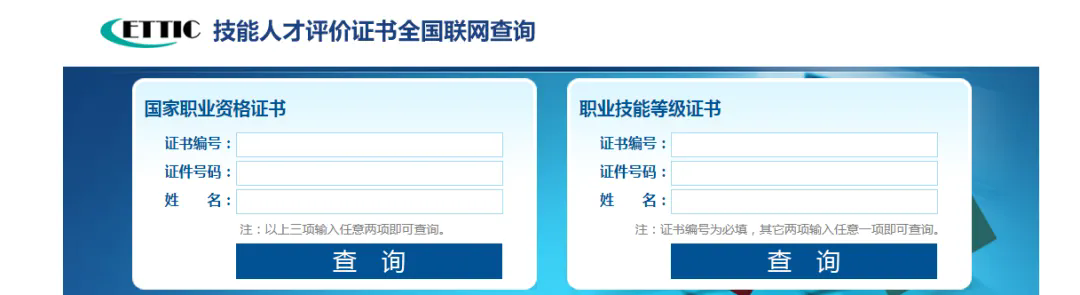 ETTIC 技能人才评价证书全国联网查询
国家职业资格证书
证书编号：
证件号码：
姓 名：
注：以上三项输入任意两项即可查询。
查 询
职业技能等级证书
证书编号：
证件号码：
姓 名：
注：证书编号为必填，其它两项输入任意一项即可查询。
查 询